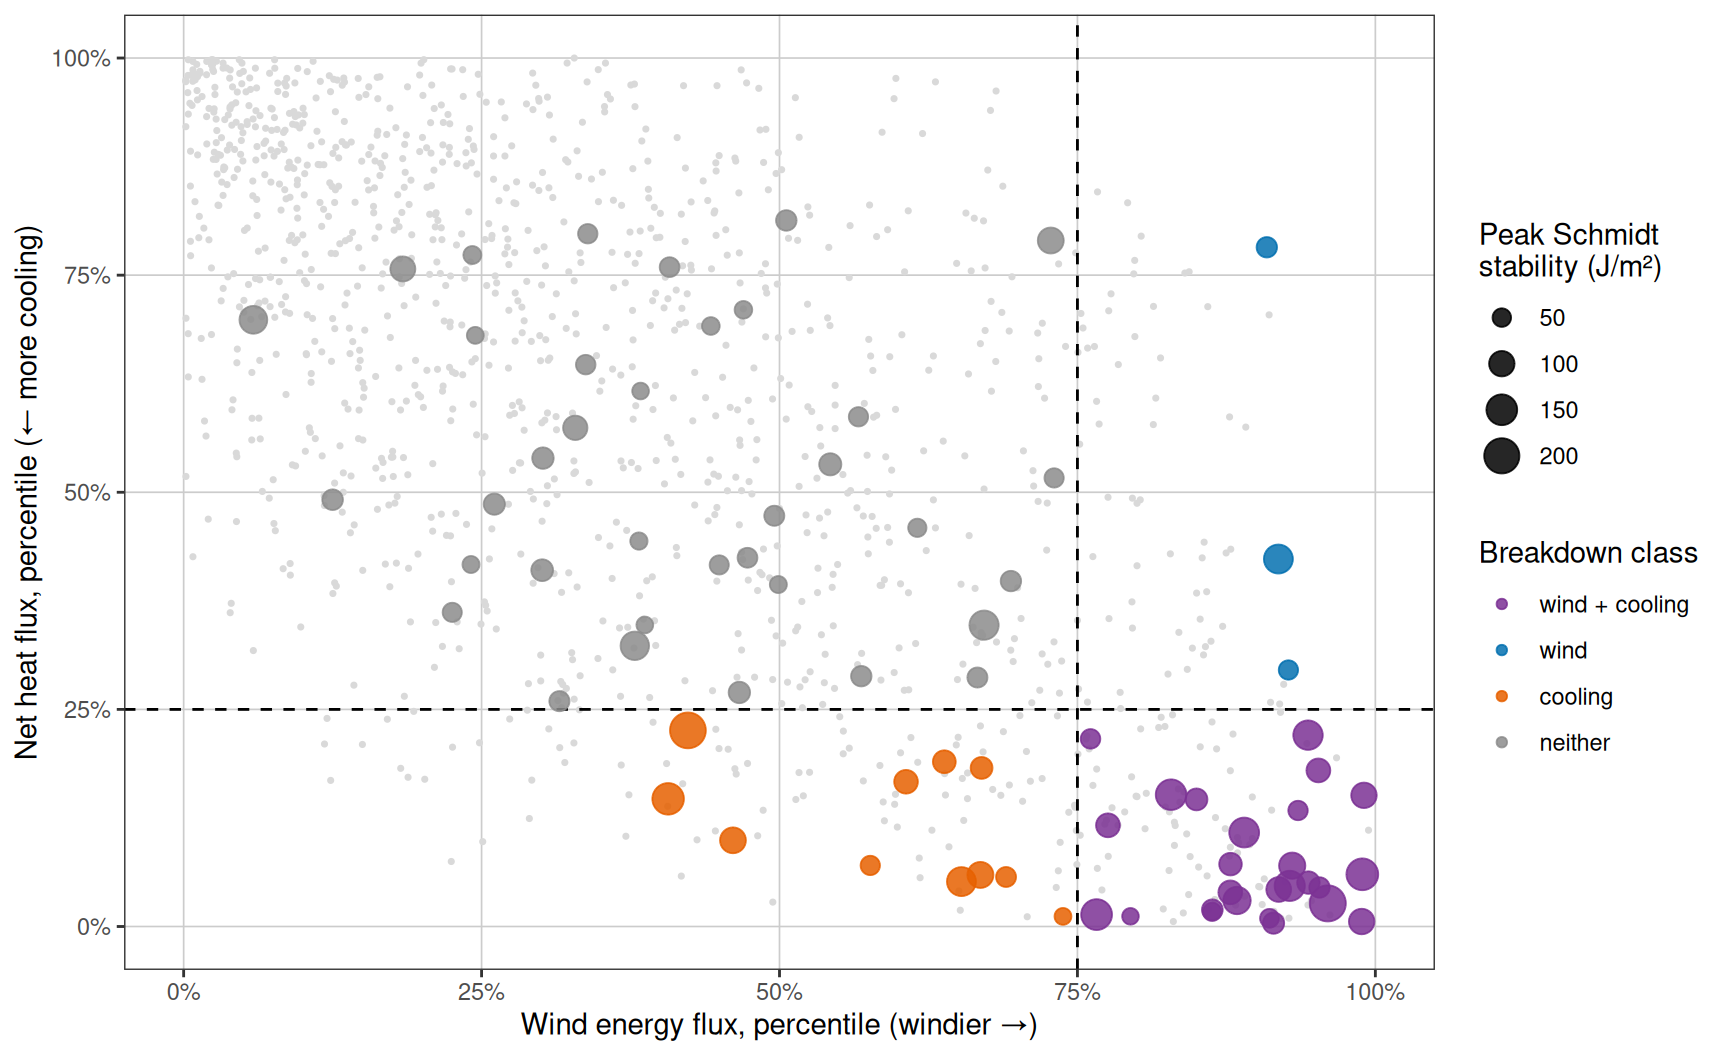 100%
75%
50%
25%
0%
0%
25%
50%
75%
100%
Net heat flux, percentile (← more cooling)
Wind energy flux, percentile (windier →)
Peak Schmidt
stability (J/m²)
50
100
150
200
Breakdown class
wind + cooling
wind
cooling
neither